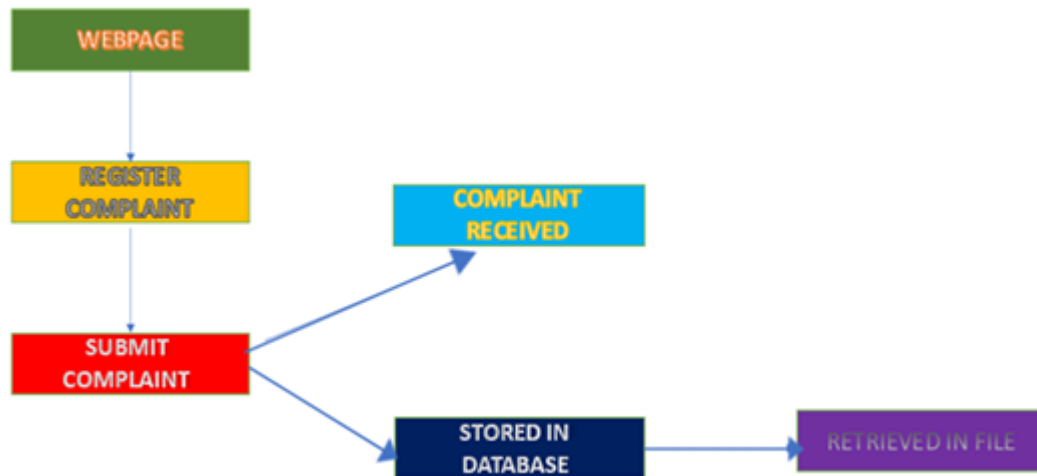 WEBPAGE
REGISTER
COMPLAINT
COMPLAINT
RECEIVED
SUBMIT
COMPLAINT
STORED IN
DATABASE
RETRIEVED IN FILE